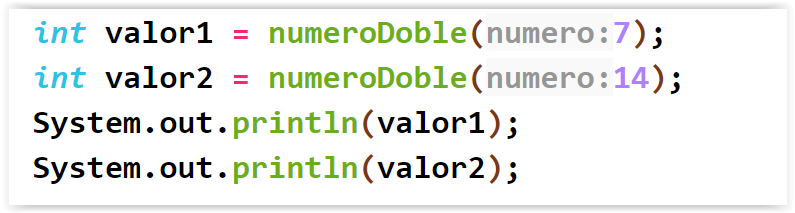 int valor1 = numeroDoble(numero:7);
int valor2 = numeroDoble(numero:14);
System.out.println(valor1);
System.out.println(valor2);